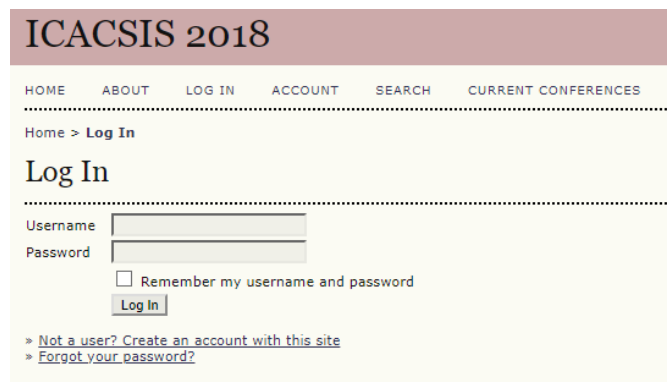 ICACSIS 2018
HOME ABOUT LOG IN ACCOUNT SEARCH CURRENT CONFERENCES
Home > Log In
Log In
Username
Password
Remember my username and password
Log In
» Not a user? Create an account with this site
» Forgot your password?